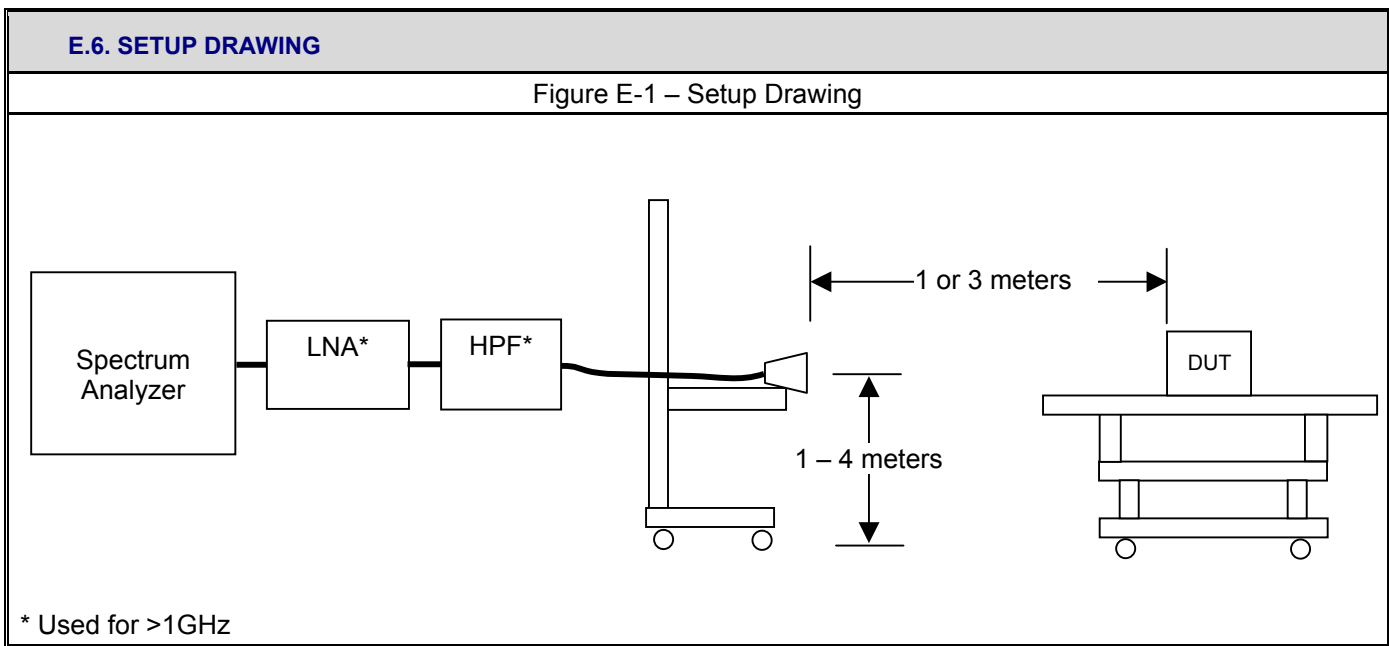 E.6. SETUP DRAWING
Figure E-1 – Setup Drawing
1 or 3 meters
LNA*
HPF*
Spectrum
Analyzer
DUT
1 – 4 meters
* Used for >1GHz